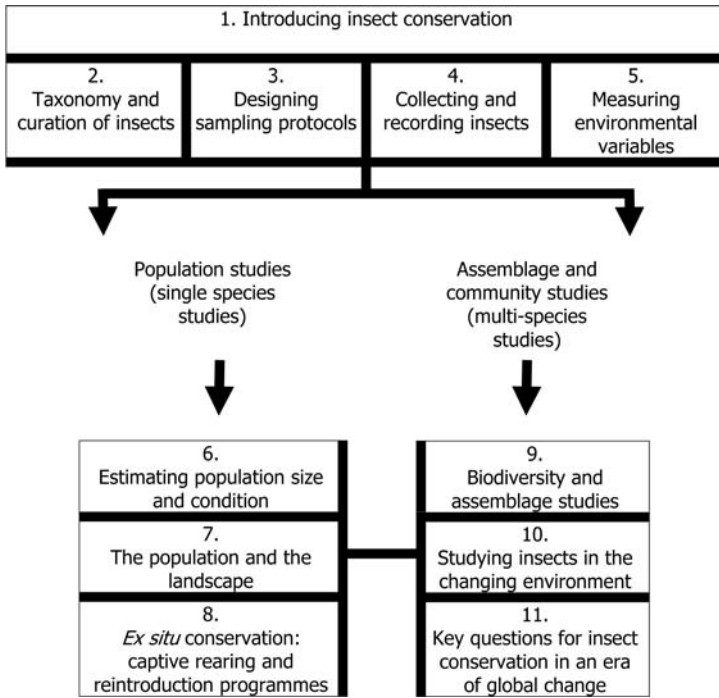 1. Introducing insect conservation
2.
Taxonomy and
curation of insects
3.
Designing
sampling protocols
4.
Collecting and
recording insects
5.
Measuring
environmental
variables
Population studies
(single species
studies)
Assemblage and
community studies
(multi-species
studies)
6.
Estimating population size
and condition
7.
The population and the
landscape
8.
Ex situ conservation:
captive rearing and
reintroduction programmes
9.
Biodiversity and
assemblage studies
10.
Studying insects in the
changing environment
11.
Key questions for insect
conservation in an era
of global change